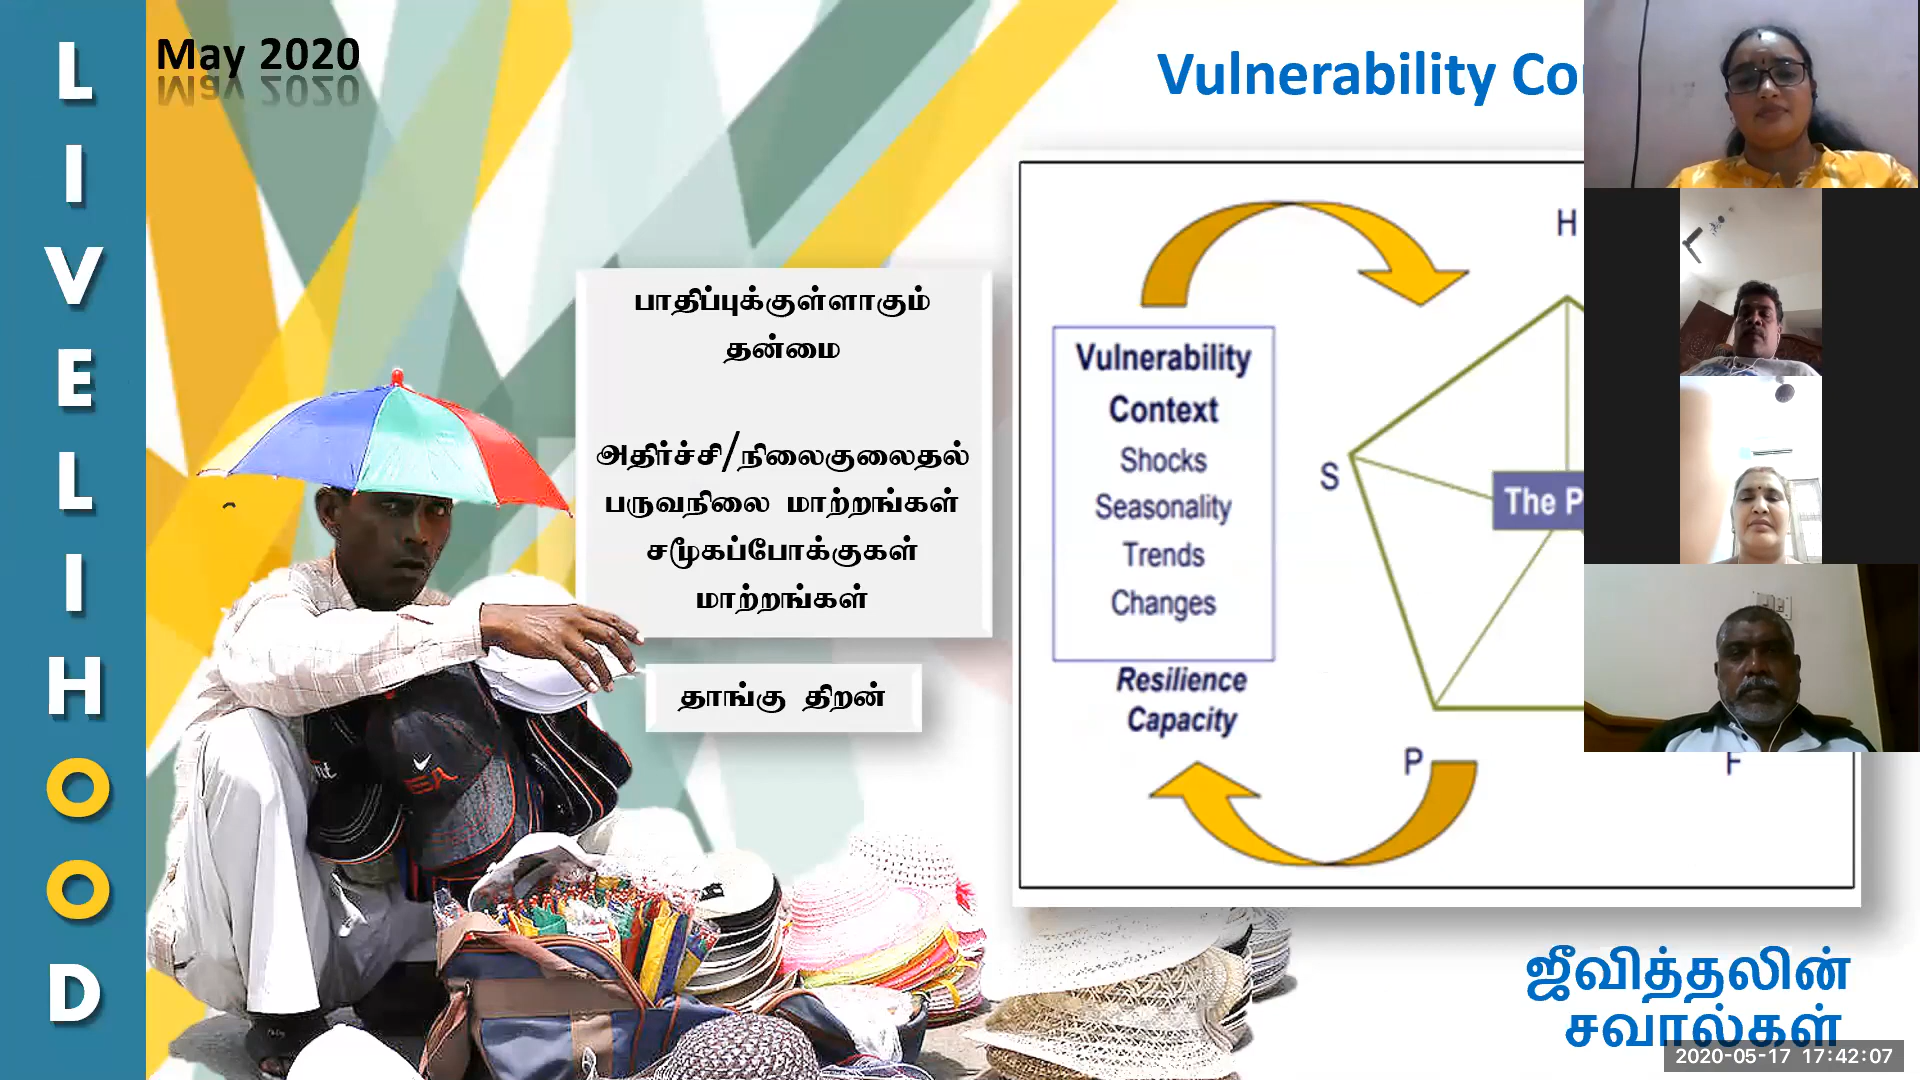 LIVELIHOOD
May 2020
Vulnerability
பாதிப்புக்குள்ளாகும்
தன்மை
அதிர்ச்சி/நிலைகுலைதல்
பருவநிலை மாற்றங்கள்
சமூகப்போக்குகள்
மாற்றங்கள்
தாங்கு திறன்
H
Vulnerability
Context
Shocks
Seasonality
Trends
Changes
S
The P
Resilience
Capacity
P
F
ஜீவித்தலின்
சவால்கள்
2020-05-17 17:42:07